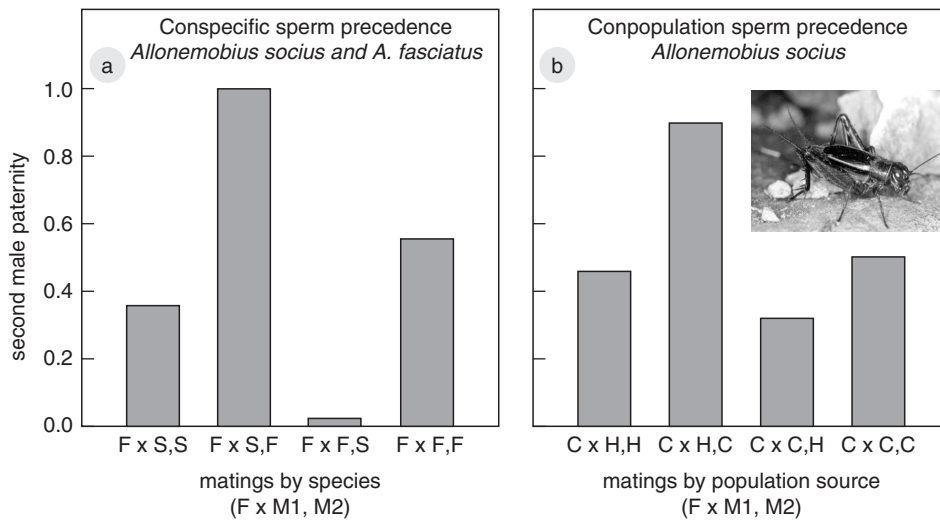 Conspecific sperm precedence
Allonemobius socius and A. fasciatus
a
second male paternity
1.0
0.8
0.6
0.4
0.2
0.0
F x S,S F x S,F F x F,S F x F,F
matings by species
(F x M1, M2)
Conpopulation sperm precedence
Allonemobius socius
b
C x H,H C x H,C C x C,H C x C,C
matings by population source
(F x M1, M2)